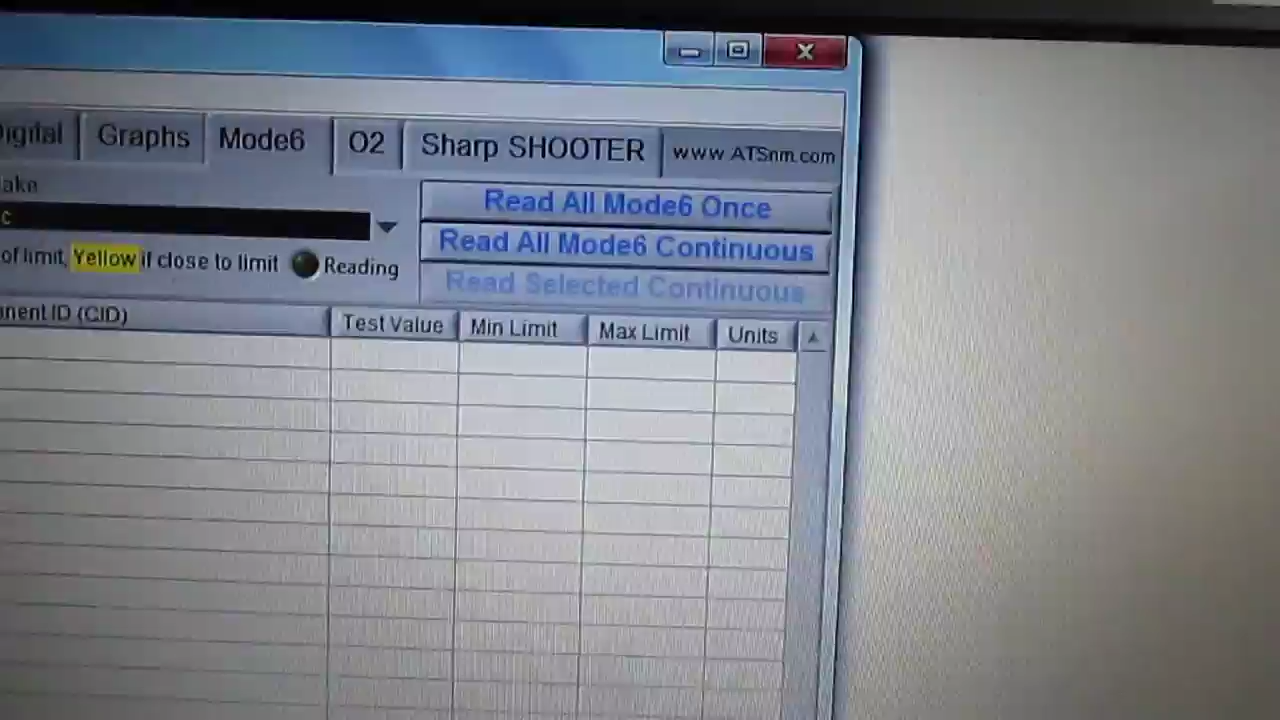 Digital Graphs Mode6 O2 Sharp SHOOTER www ATSnm.com
ake
c
Read All Mode6 Once
Read All Mode6 Continuous
of limit, Yellow if close to limit Reading
Read Selected Continuous
nent ID (CID) Test Value Min Limit Max Limit Units